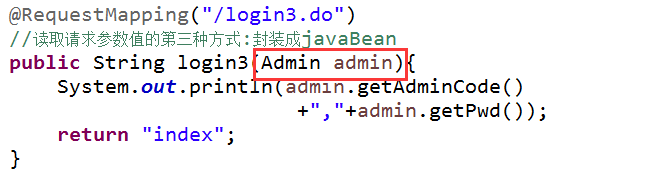 @RequestMapping("/login3.do")
//读取请求参数值的第三种方式:封装成javaBean
public String login3(Admin admin){
System.out.println(admin.getAdminCode()
+","+admin.getPwd());
return "index";
}